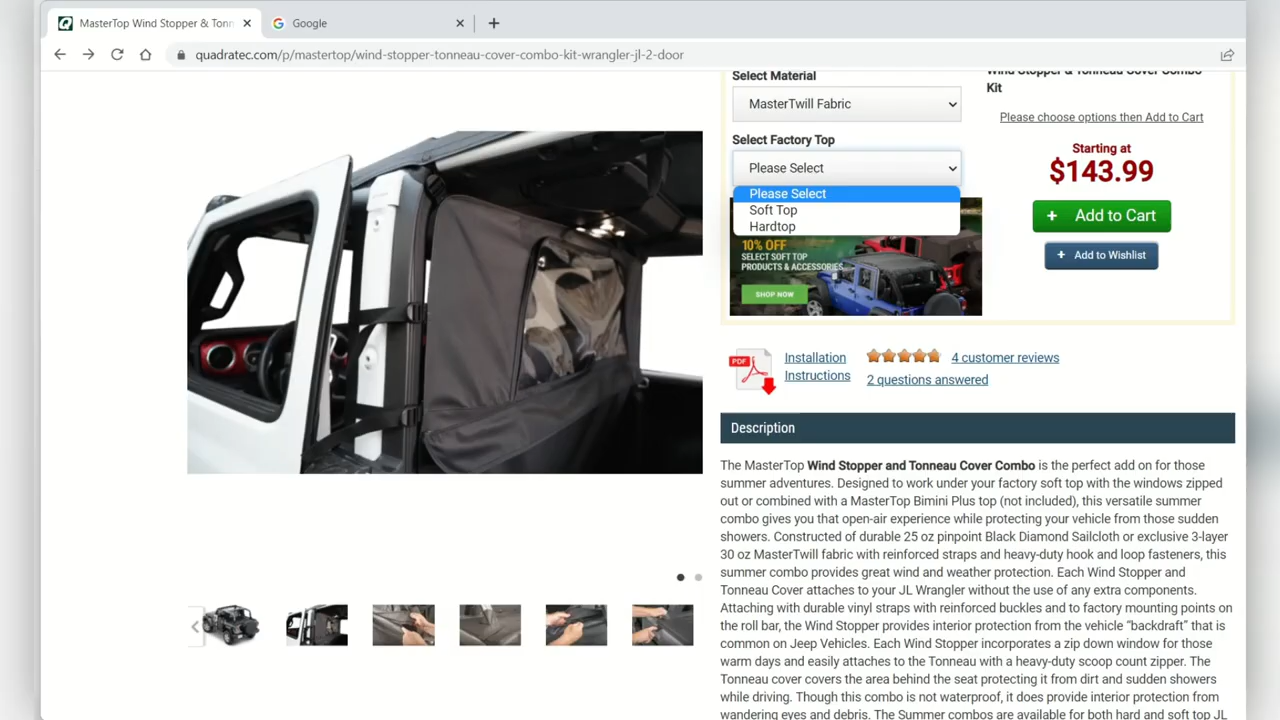 MasterTop Wind Stopper & Tonn
Google
quadratec.com/p/mastertop/wind-stopper-tonneau-cover-combo-kit-wrangler-jl-2-door
Select Material
MasterTwill Fabric
Select Factory Top
Please Select
Please Select
Soft Top
Hardtop
10% OFF
SELECT SOFT TOP
PRODUCTS & ACCESSORIES
SHOP NOW
Wind Stopper & Tonneau Cover Combo
Kit
Please choose options then Add to Cart
Starting at
$143.99
+ Add to Cart
+ Add to Wishlist
PDF
Installation
Instructions
4 customer reviews
2 questions answered
Description
The MasterTop Wind Stopper and Tonneau Cover Combo is the perfect add on for those
summer adventures. Designed to work under your factory soft top with the windows zipped
out or combined with a MasterTop Bimini Plus top (not included), this versatile summer
combo gives you that open-air experience while protecting your vehicle from those sudden
showers. Constructed of durable 25 oz pinpoint Black Diamond Sailcloth or exclusive 3-layer
30 oz MasterTwill fabric with reinforced straps and heavy-duty hook and loop fasteners, this
summer combo provides great wind and weather protection. Each Wind Stopper and
Tonneau Cover attaches to your JL Wrangler without the use of any extra components.
Attaching with durable vinyl straps with reinforced buckles and to factory mounting points on
the roll bar, the Wind Stopper provides interior protection from the vehicle “backdraft” that is
common on Jeep Vehicles. Each Wind Stopper incorporates a zip down window for those
warm days and easily attaches to the Tonneau with a heavy-duty scoop count zipper. The
Tonneau cover covers the area behind the seat protecting it from dirt and sudden showers
while driving. Though this combo is not waterproof, it does provide interior protection from
wandering eyes and debris. The Summer combos are available for both hard and soft top JL